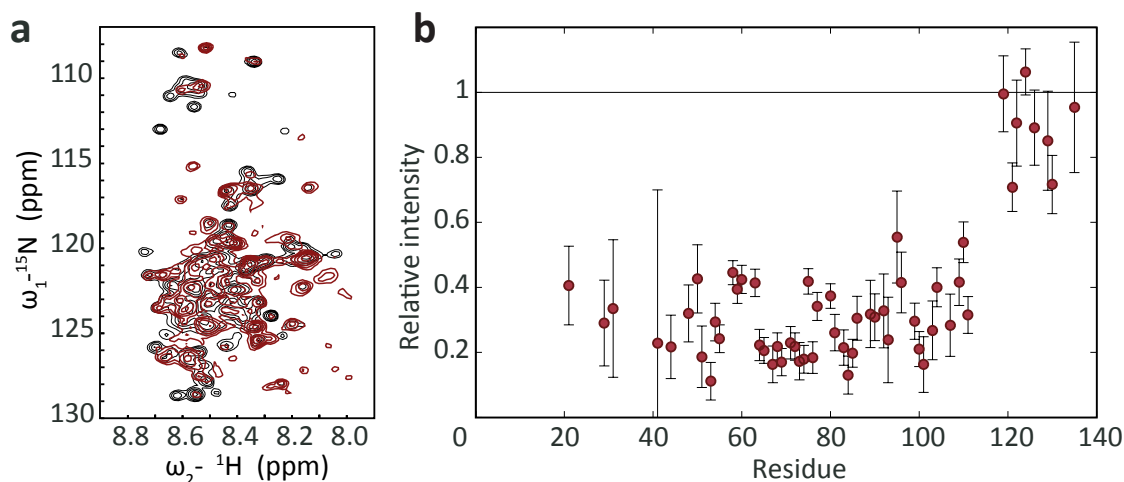 a
110
115
120
125
130
8.8 8.6 8.4 8.2 8.0
ω1-15N (ppm)
ω2- 1H (ppm)
b
1
0.8
0.6
0.4
0.2
0 20 40 60 80 100 120 140
Relative intensity
Residue